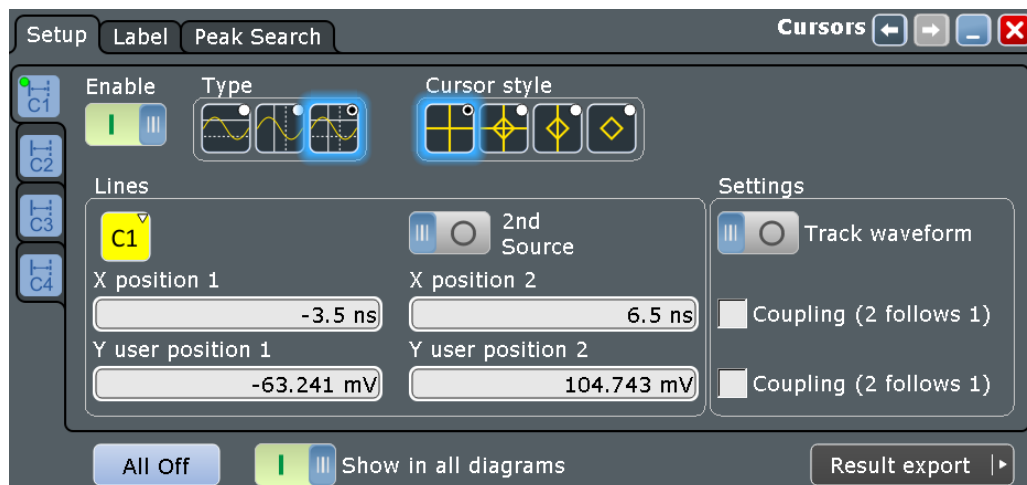 Setup Label Peak Search Cursors
C1
C2
C3
C4
Enable Type Cursor style
Lines Settings
C1 2nd Source Track waveform
X position 1 X position 2
-3.5 ns 6.5 ns Coupling (2 follows 1)
Y user position 1 Y user position 2
-63.241 mV 104.743 mV Coupling (2 follows 1)
All Off Show in all diagrams Result export